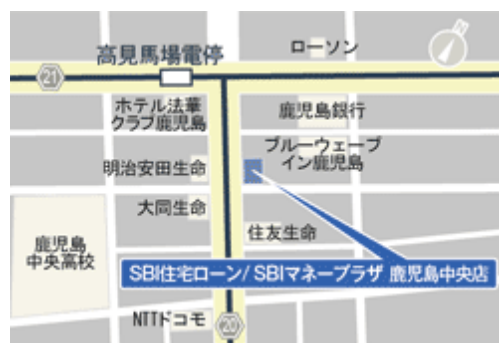 ローソン
高見馬場電停
21
ホテル法華
クラブ鹿児島
鹿児島銀行
ブルーウェーブ
イン鹿児島
明治安田生命
大同生命
住友生命
鹿児島
中央高校
SBI住宅ローン/SBIマネープラザ 鹿児島中央店
NTTドコモ
20